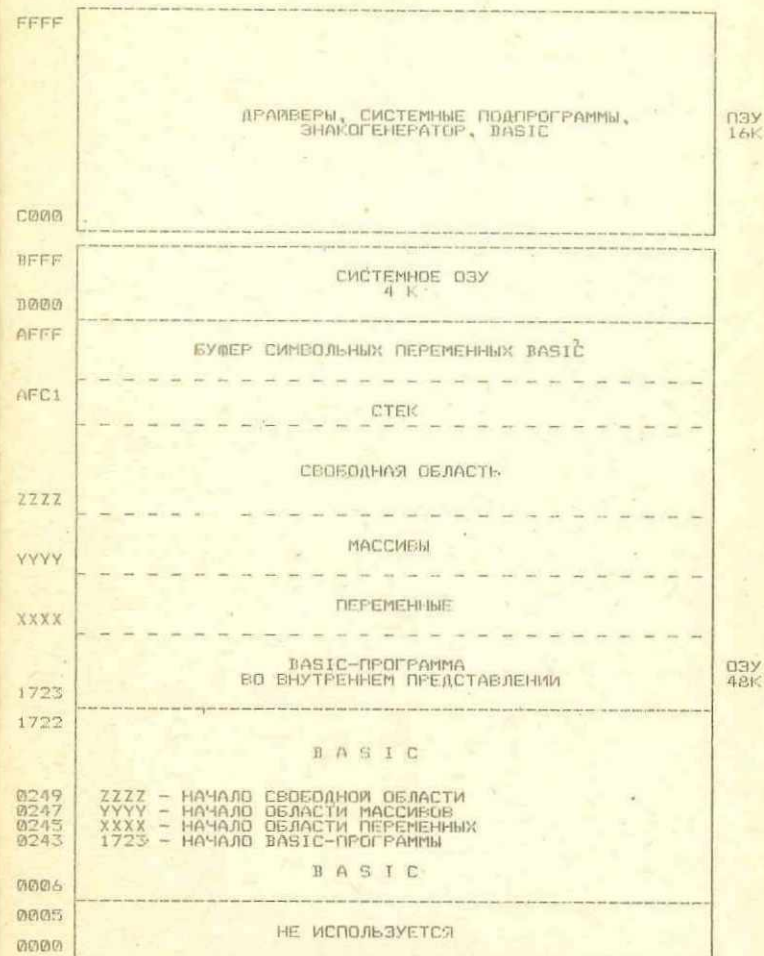 FFFF
ДРАЙВЕРЫ, СИСТЕМНЫЕ ПОДПРОГРАММЫ,
ЗНАКОГЕНЕРАТОР, BASIC
ПЗУ
16К
C000
BFFF
СИСТЕМНОЕ ОЗУ
4 К
B000
AFFF
БУФЕР СИМВОЛЬНЫХ ПЕРЕМЕННЫХ BASIC
AFC1
СТЕК
СВОБОДНАЯ ОБЛАСТЬ
ZZZZ
МАССИВЫ
YYYY
ПЕРЕМЕННЫЕ
XXXX
BASIC-ПРОГРАММА
ВО ВНУТРЕННЕМ ПРЕДСТАВЛЕНИИ
ОЗУ
48К
1723
1722
B A S I C
0249 ZZZZ - НАЧАЛО СВОБОДНОЙ ОБЛАСТИ
0247 YYYY - НАЧАЛО ОБЛАСТИ МАССИВОВ
0245 XXXX - НАЧАЛО ОБЛАСТИ ПЕРЕМЕННЫХ
0243 1723 - НАЧАЛО BASIC-ПРОГРАММЫ
B A S I C
0006
0005
НЕ ИСПОЛЬЗУЕТСЯ
0000